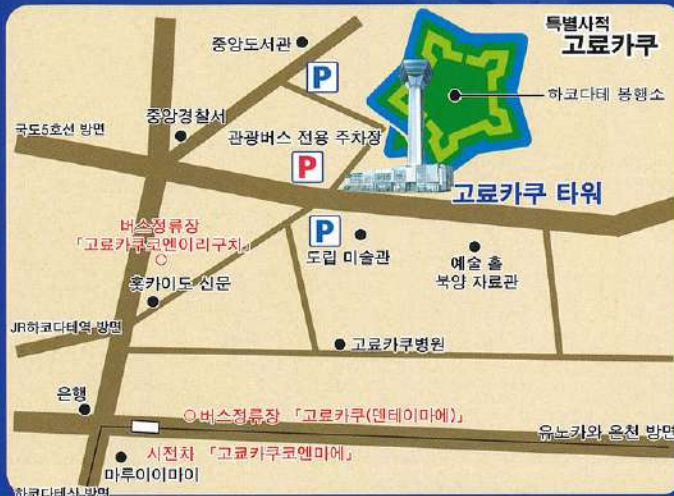 특별사적
고료카쿠
중앙도서관
P
하코다테 봉행소
중앙경찰서
국도5호선 방면
관광버스 전용 주차장
P
고료카쿠 타워
버스정류장
「고료카쿠코엔이리구치」
P
도립 미술관
예술 홀
북양 자료관
홋카이도 신문
JR하코다테역 방면
고료카쿠병원
은행
버스정류장 「고료카쿠(덴테이마에)」
유노카와 온천 방면
시전차 「고료카쿠코엔마에」
마루이이마이
하코다테산 방면